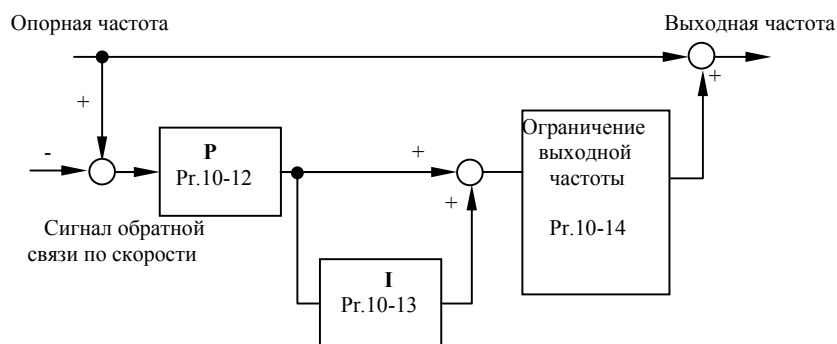 Опорная частота
Выходная частота
+
+
-
P
Pr.10-12
+
Ограничение
выходной
частоты
Pr.10-14
+
Сигнал обратной
связи по скорости
I
Pr.10-13